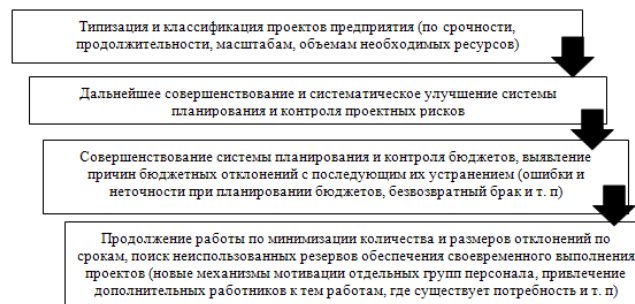 Типизация и классификация проектов предприятия (по срочности,
продолжительности, масштабам, объемам необходимых ресурсов)
Дальнейшее совершенствование и систематическое улучшение системы
планирования и контроля проектных рисков
Совершенствование системы планирования и контроля бюджетов, выявление
причин бюджетных отклонений с последующим их устранением (ошибки и
неточности при планировании бюджетов, безвозвратный брак и т. п)
Продолжение работы по минимизации количества и размеров отклонений по
срокам, поиск неиспользованных резервов обеспечения своевременного выполнения
проектов (новые механизмы мотивации отдельных групп персонала, привлечение
дополнительных работников к тем работам, где существует потребность и т. п)